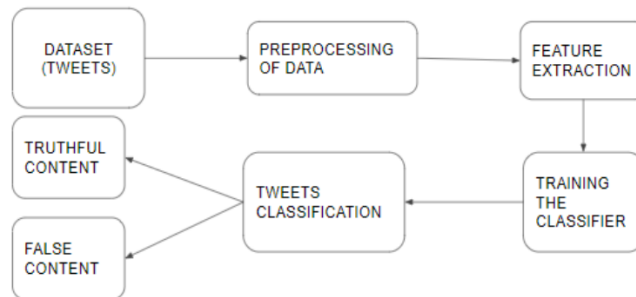 DATASET
(TWEETS)
PREPROCESSING
OF DATA
FEATURE
EXTRACTION
TRUTHFUL
CONTENT
TWEETS
CLASSIFICATION
TRAINING
THE
CLASSIFIER
FALSE
CONTENT